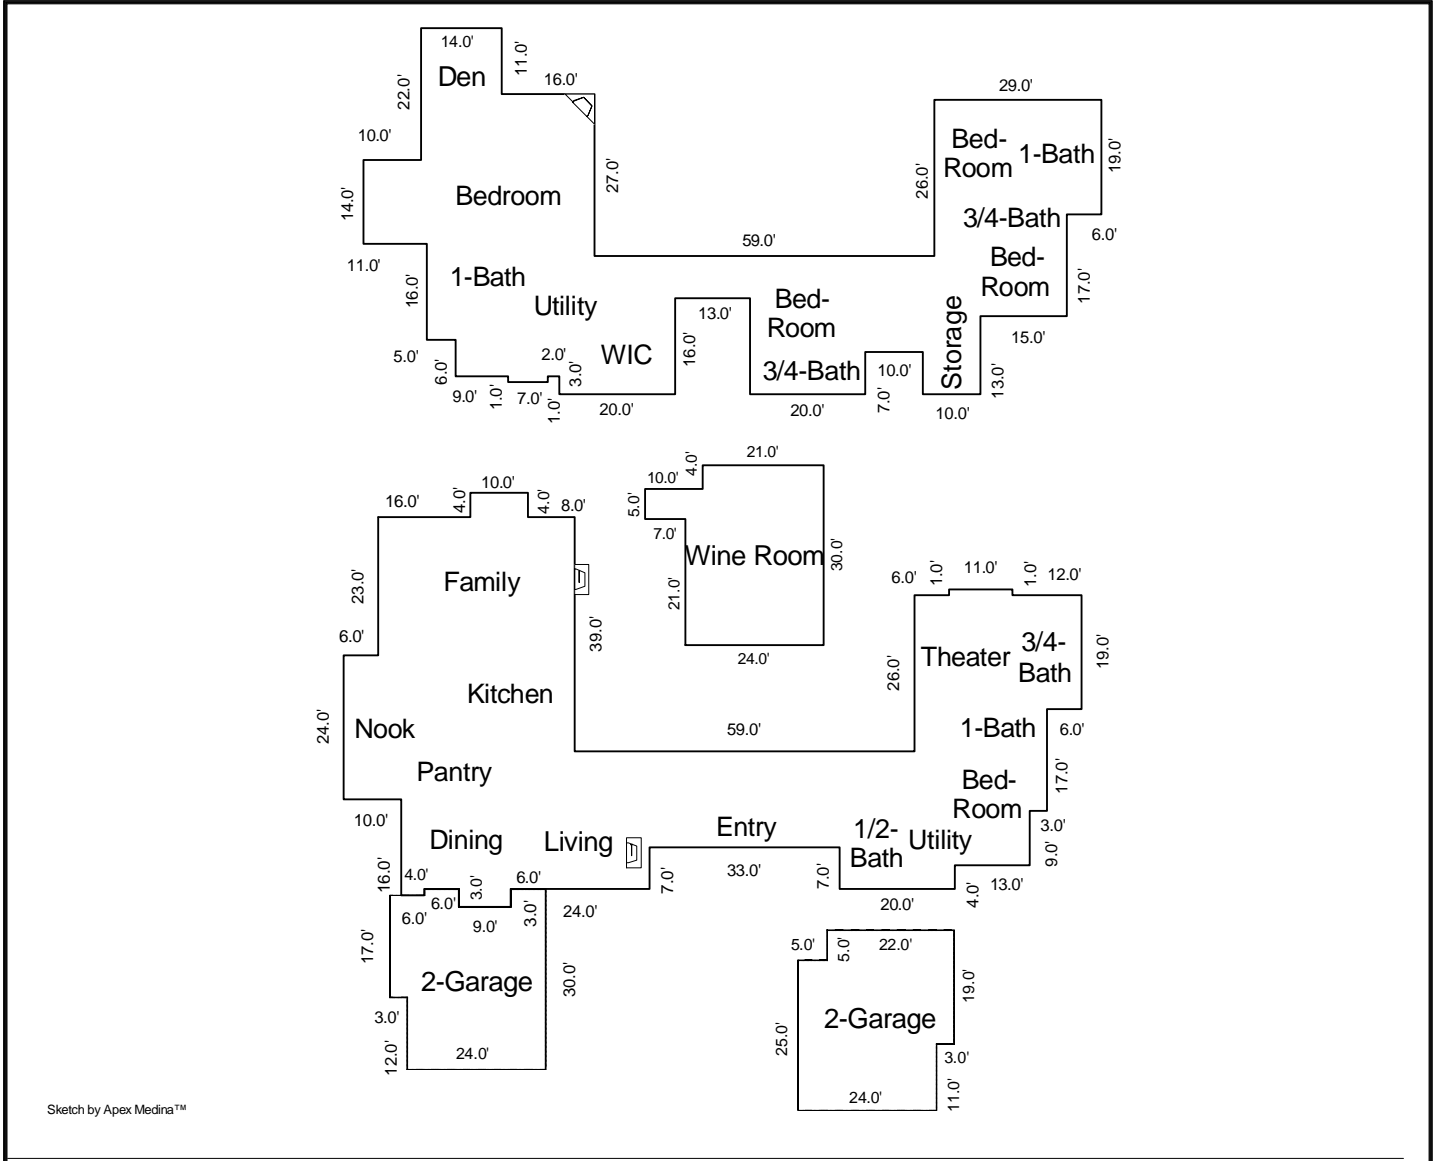 14.0'
11.0'
Den
22.0'
16.0'
29.0'
10.0'
Bed-
Room
1-Bath
19.0'
27.0'
26.0'
14.0'
Bedroom
3/4-Bath
6.0'
59.0'
11.0'
1-Bath
Bed-
Room
16.0'
Utility
17.0'
Bed-
Room
13.0'
Storage
15.0'
5.0'
6.0'
2.0'
3.0'
WIC
16.0'
3/4-Bath
10.0'
13.0'
9.0'
1.0'
7.0'
1.0'
20.0'
20.0'
7.0'
10.0'
21.0'
4.0'
10.0'
5.0'
7.0'
Wine Room
30.0'
21.0'
24.0'
10.0'
16.0'
4.0'
4.0'
8.0'
Family
23.0'
6.0'
39.0'
6.0'
1.0'
11.0'
1.0'
12.0'
Theater
3/4-
Bath
19.0'
26.0'
Kitchen
24.0'
Nook
59.0'
1-Bath
6.0'
Pantry
Bed-
Room
17.0'
10.0'
Dining
Living
Entry
1/2-
Bath
Utility
3.0'
9.0'
16.0'
4.0'
6.0'
3.0'
6.0'
7.0'
33.0'
7.0'
13.0'
4.0'
6.0'
9.0'
3.0'
24.0'
20.0'
17.0'
2-Garage
30.0'
3.0'
12.0'
24.0'
5.0'
5.0'
22.0'
19.0'
2-Garage
25.0'
3.0'
11.0'
24.0'
Sketch by Apex Medina™